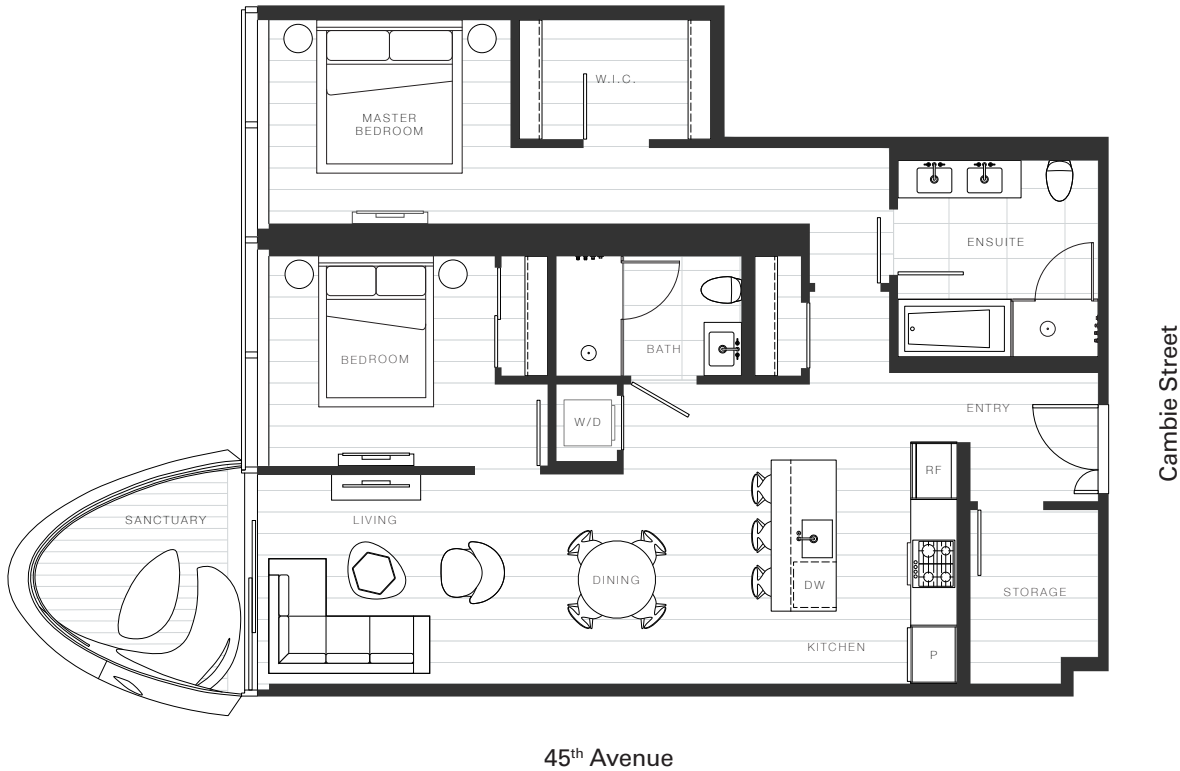 W.I.C.
MASTER
BEDROOM
ENSUITE
BEDROOM
BATH
ENTRY
W/D
RF
SANCTUARY
LIVING
DINING
DW
STORAGE
KITCHEN
P
Cambie Street
45th Avenue